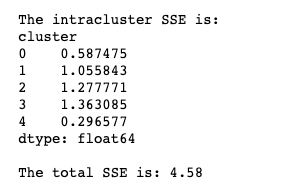 The intracluster SSE is:
cluster
0    0.587475
1    1.055843
2    1.277771
3    1.363085
4    0.296577
dtype: float64
The total SSE is: 4.58